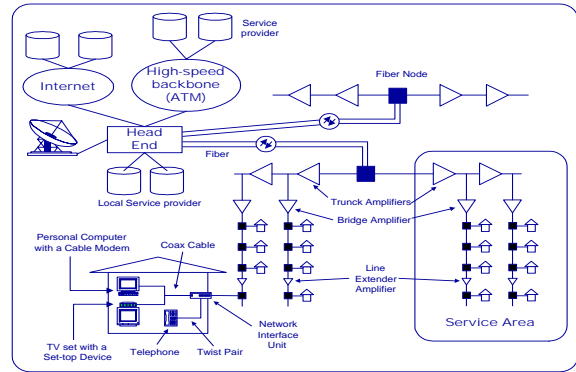 Service
provider
Internet
High-speed
backbone
(ATM)
Fiber Node
Head
End
Fiber
Local Service provider
Trunck Amplifiers
Bridge Amplifier
Personal Computer
with a Cable Modem
Coax Cable
Line
Extender
Amplifier
Service Area
Network
Interface
Unit
TV set with a
Set-top Device
Telephone
Twist Pair